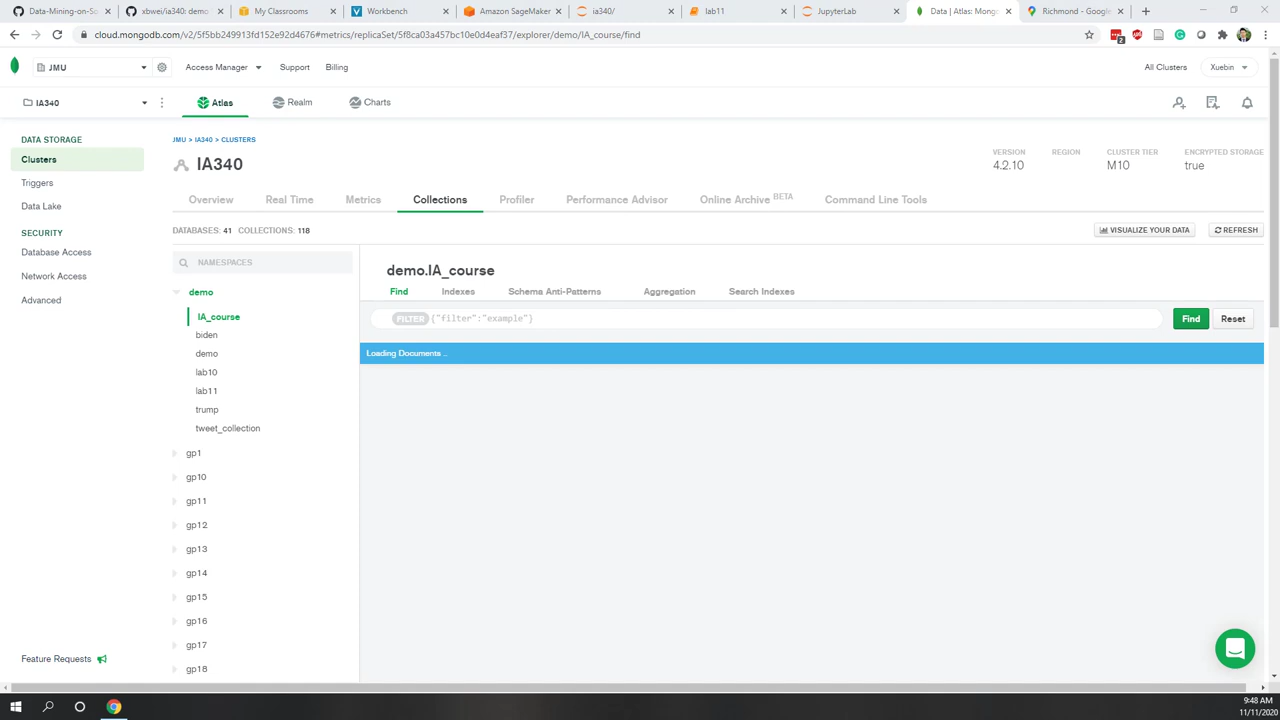 Data-Mining-on-So
xbwei/ia340: demo
My Classrooms
Workbench
Amazon SageMaker
ia340/
lab11
JupyterLab
Data | Atlas: Mong
Richmond - Google
cloud.mongodb.com/v2/5f5bb249913fd152e92d4676#metrics/replicaSet/5f8ca03a457bc10e0d4eaf37/explorer/demo/IA_course/find
2
JMU
Access Manager
Support
Billing
All Clusters
Xuebin
IA340
Atlas
Realm
Charts
DATA STORAGE
Clusters
Triggers
Data Lake
SECURITY
Database Access
Network Access
Advanced
Feature Requests
JMU > IA340 > CLUSTERS
IA340
VERSION
4.2.10
REGION
CLUSTER TIER
M10
ENCRYPTED STORAGE
true
Overview
Real Time
Metrics
Collections
Profiler
Performance Advisor
Online Archive BETA
Command Line Tools
DATABASES: 41 COLLECTIONS: 118
VISUALIZE YOUR DATA
REFRESH
NAMESPACES
demo
IA_course
biden
demo
lab10
lab11
trump
tweet_collection
gp1
gp10
gp11
gp12
gp13
gp14
gp15
gp16
gp17
gp18
demo.IA_course
Find
Indexes
Schema Anti-Patterns
Aggregation
Search Indexes
FILTER {"filter":"example"}
Find
Reset
Loading Documents ..
9:48 AM
11/11/2020